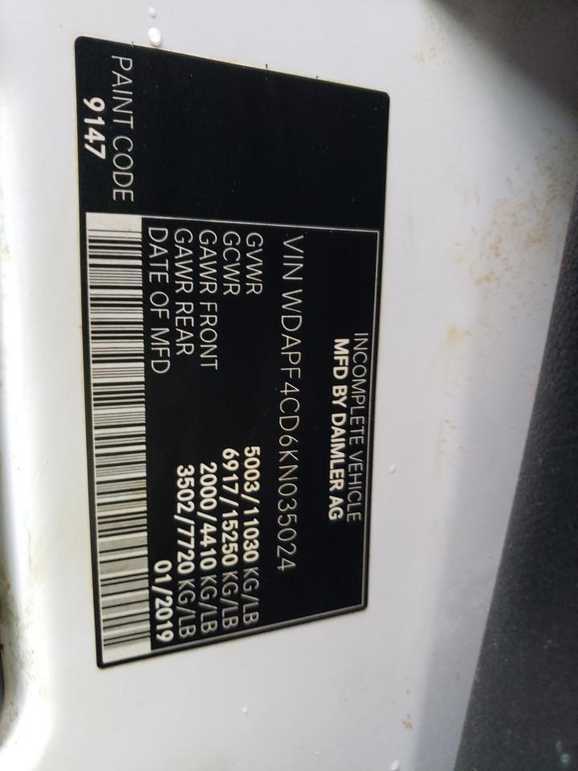 INCOMPLETE VEHICLE
MFD BY DAIMLER AG
VIN WDAPF4CD6KN035024
GVWR 5003/11030 KG/LB
GCWR 6917/15250 KG/LB
GAWR FRONT 2000/4410 KG/LB
GAWR REAR 3502/7720 KG/LB
DATE OF MFD 01/2019
PAINT CODE
9147